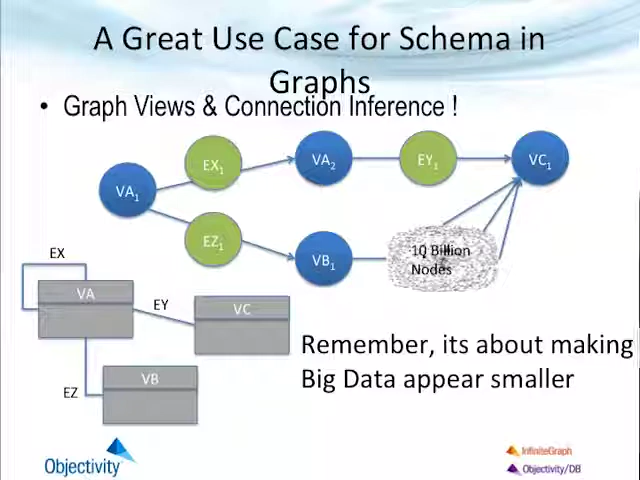 A Great Use Case for Schema in
Graphs
• Graph Views & Connection Inference !
EX₁
VA₂
EY₁
VC₁
VA₁
EZ₁
VB₁
10 Billion
Nodes
EX
VA
EY
VC
VB
EZ
Remember, its about making
Big Data appear smaller
Objectivity
InfiniteGraph
Objectivity/DB